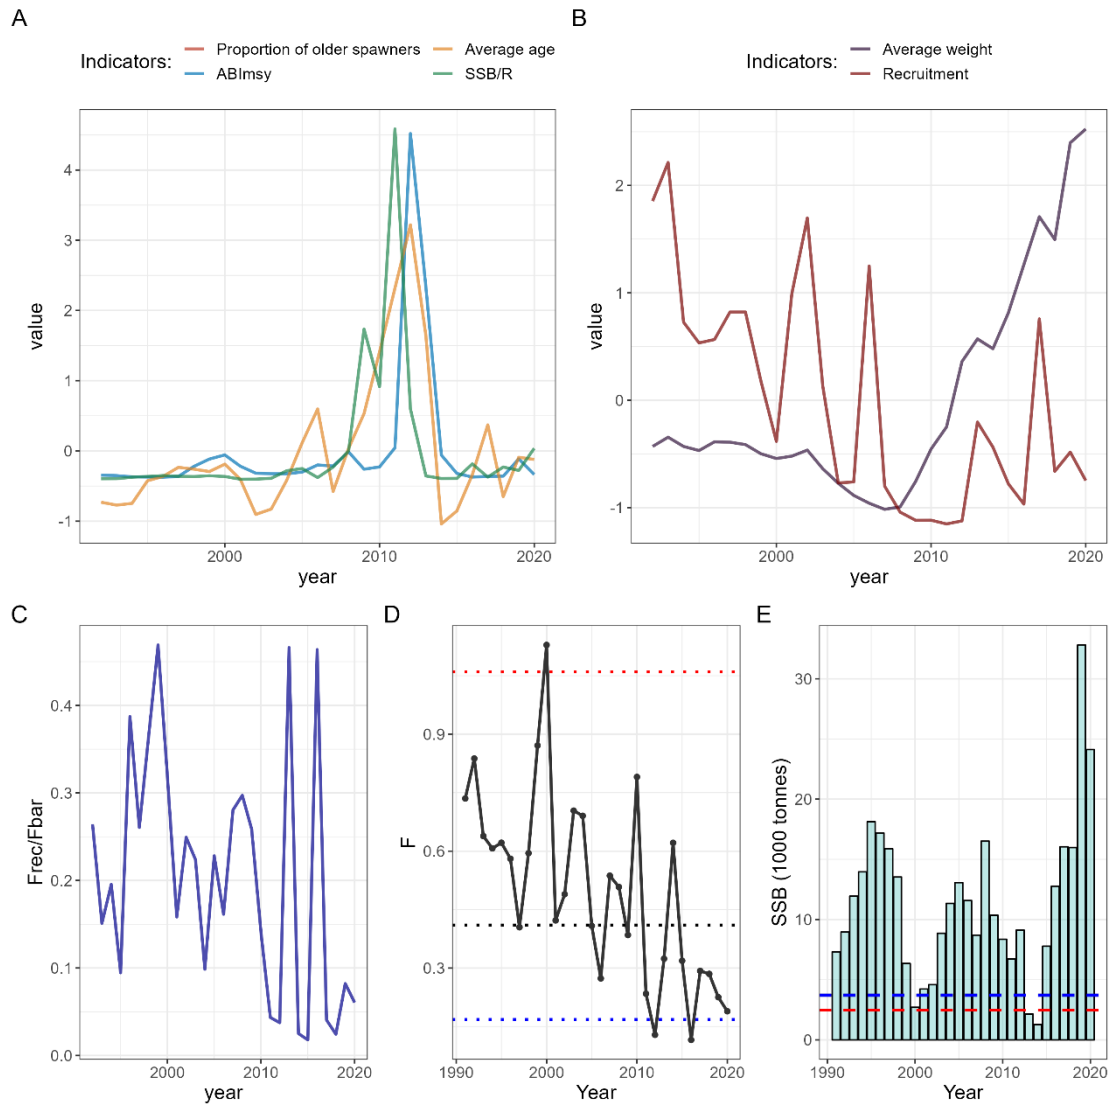 A
Indicators:
Proportion of older spawners
Average age
ABImsy
SSB/R
4
3
2
1
0
-1
value
2000
2010
2020
year
B
Indicators:
Average weight
Recruitment
2
1
0
-1
value
2000
2010
2020
year
C
0.4
0.3
0.2
0.1
0.0
Frec/Fbar
2000
2010
2020
year
D
0.9
0.6
0.3
F
1990
2000
2010
2020
Year
E
30
20
10
0
SSB (1000 tonnes)
1990
2000
2010
2020
Year